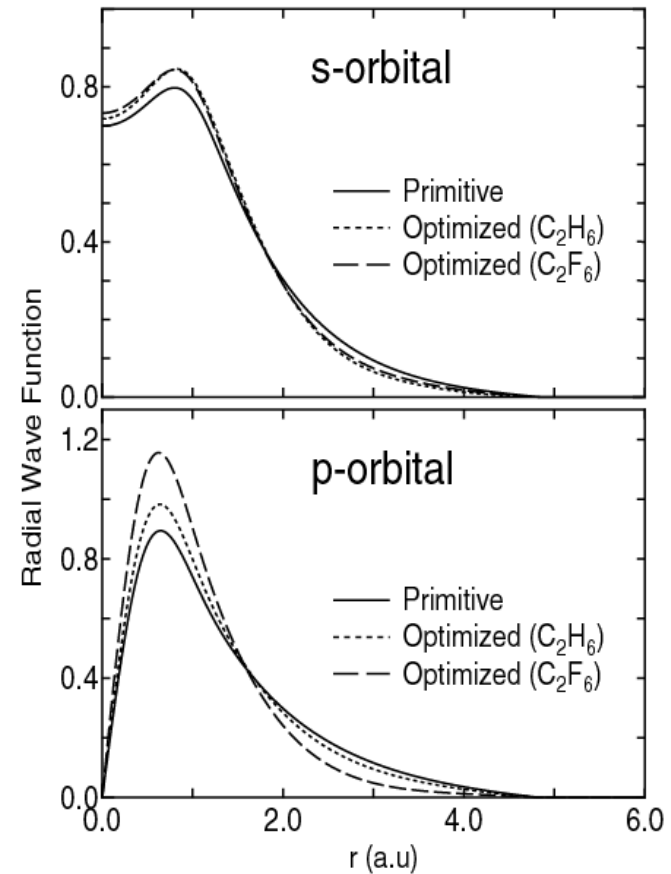 s-orbital
0.8
0.4
0.0
Primitive
Optimized (C₂H₆)
Optimized (C₂F₆)
Radial Wave Function
p-orbital
1.2
0.8
0.4
0.0
Primitive
Optimized (C₂H₆)
Optimized (C₂F₆)
0.0 2.0 4.0 6.0
r (a.u)